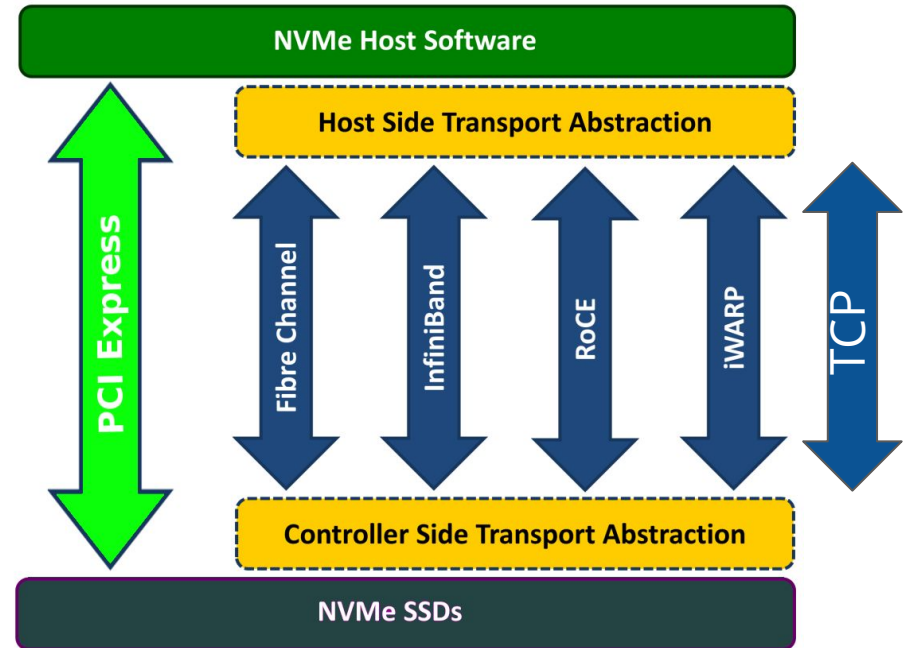 NVMe Host Software
Host Side Transport Abstraction
PCI Express
Fibre Channel
InfiniBand
RoCE
iWARP
TCP
Controller Side Transport Abstraction
NVMe SSDs